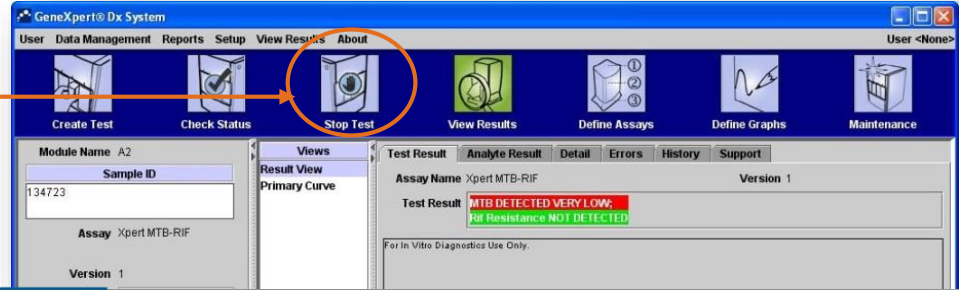 GeneXpert® Dx System
User Data Management Reports Setup View Results About User <None>
Create Test Check Status Stop Test View Results Define Assays Define Graphs Maintenance
①
②
③
Module Name A2
Sample ID
134723
Assay Xpert MTB-RIF
Version 1
Views
Result View
Primary Curve
Test Result Analyte Result Detail Errors History Support
Assay Name Xpert MTB-RIF Version 1
Test Result MTB DETECTED VERY LOW;
Rif Resistance NOT DETECTED
For In Vitro Diagnostics Use Only.